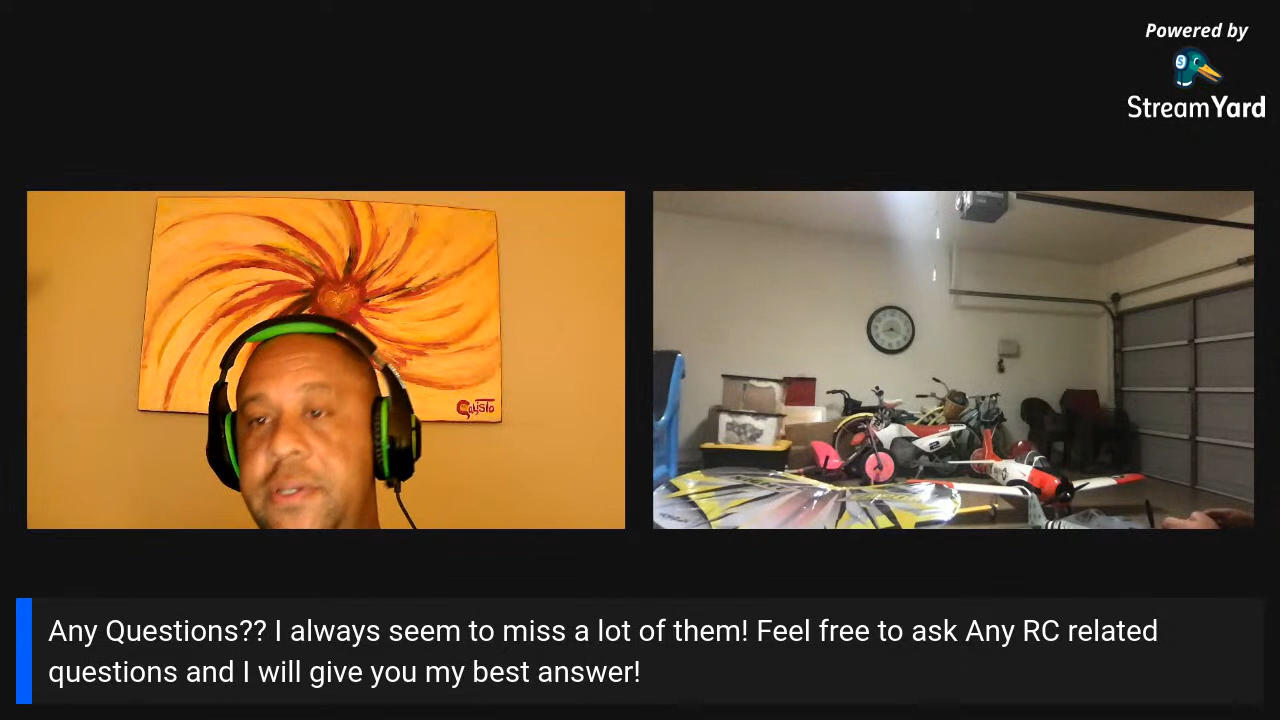 Powered by
StreamYard
Calisto
Any Questions?? I always seem to miss a lot of them! Feel free to ask Any RC related
questions and I will give you my best answer!